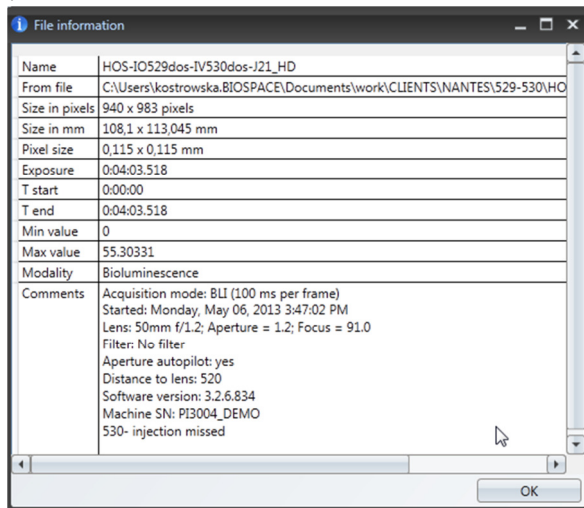 File information
Name HOS-IO529dos-IV530dos-J21_HD
From file C:\Users\kostrowska.BIOSPACE\Documents\work\CLIENTS\NANTES\529-530\HO
Size in pixels 940 x 983 pixels
Size in mm 108,1 x 113,045 mm
Pixel size 0,115 x 0,115 mm
Exposure 0:04:03.518
T start 0:00:00
T end 0:04:03.518
Min value 0
Max value 55.30331
Modality Bioluminescence
Comments Acquisition mode: BLI (100 ms per frame)
Started: Monday, May 06, 2013 3:47:02 PM
Lens: 50mm f/1.2; Aperture = 1.2; Focus = 91.0
Filter: No filter
Aperture autopilot: yes
Distance to lens: 520
Software version: 3.2.6.834
Machine SN: PI3004_DEMO
530- injection missed
OK